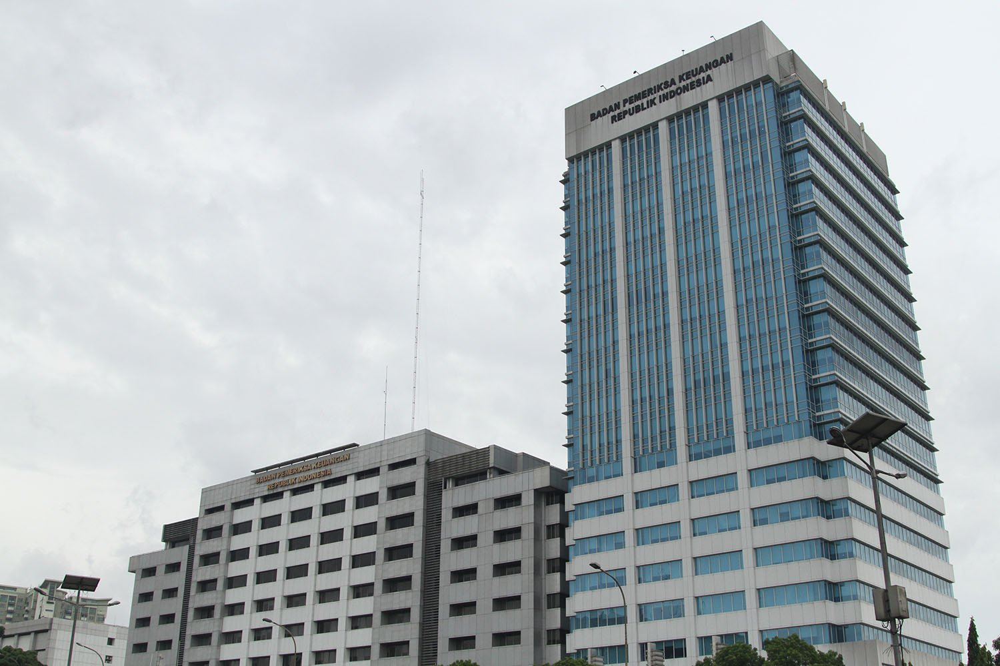 BADAN PEMERIKSA KEUANGAN
REPUBLIK INDONESIA
BADAN PEMERIKSA KEUANGAN
REPUBLIK INDONESIA